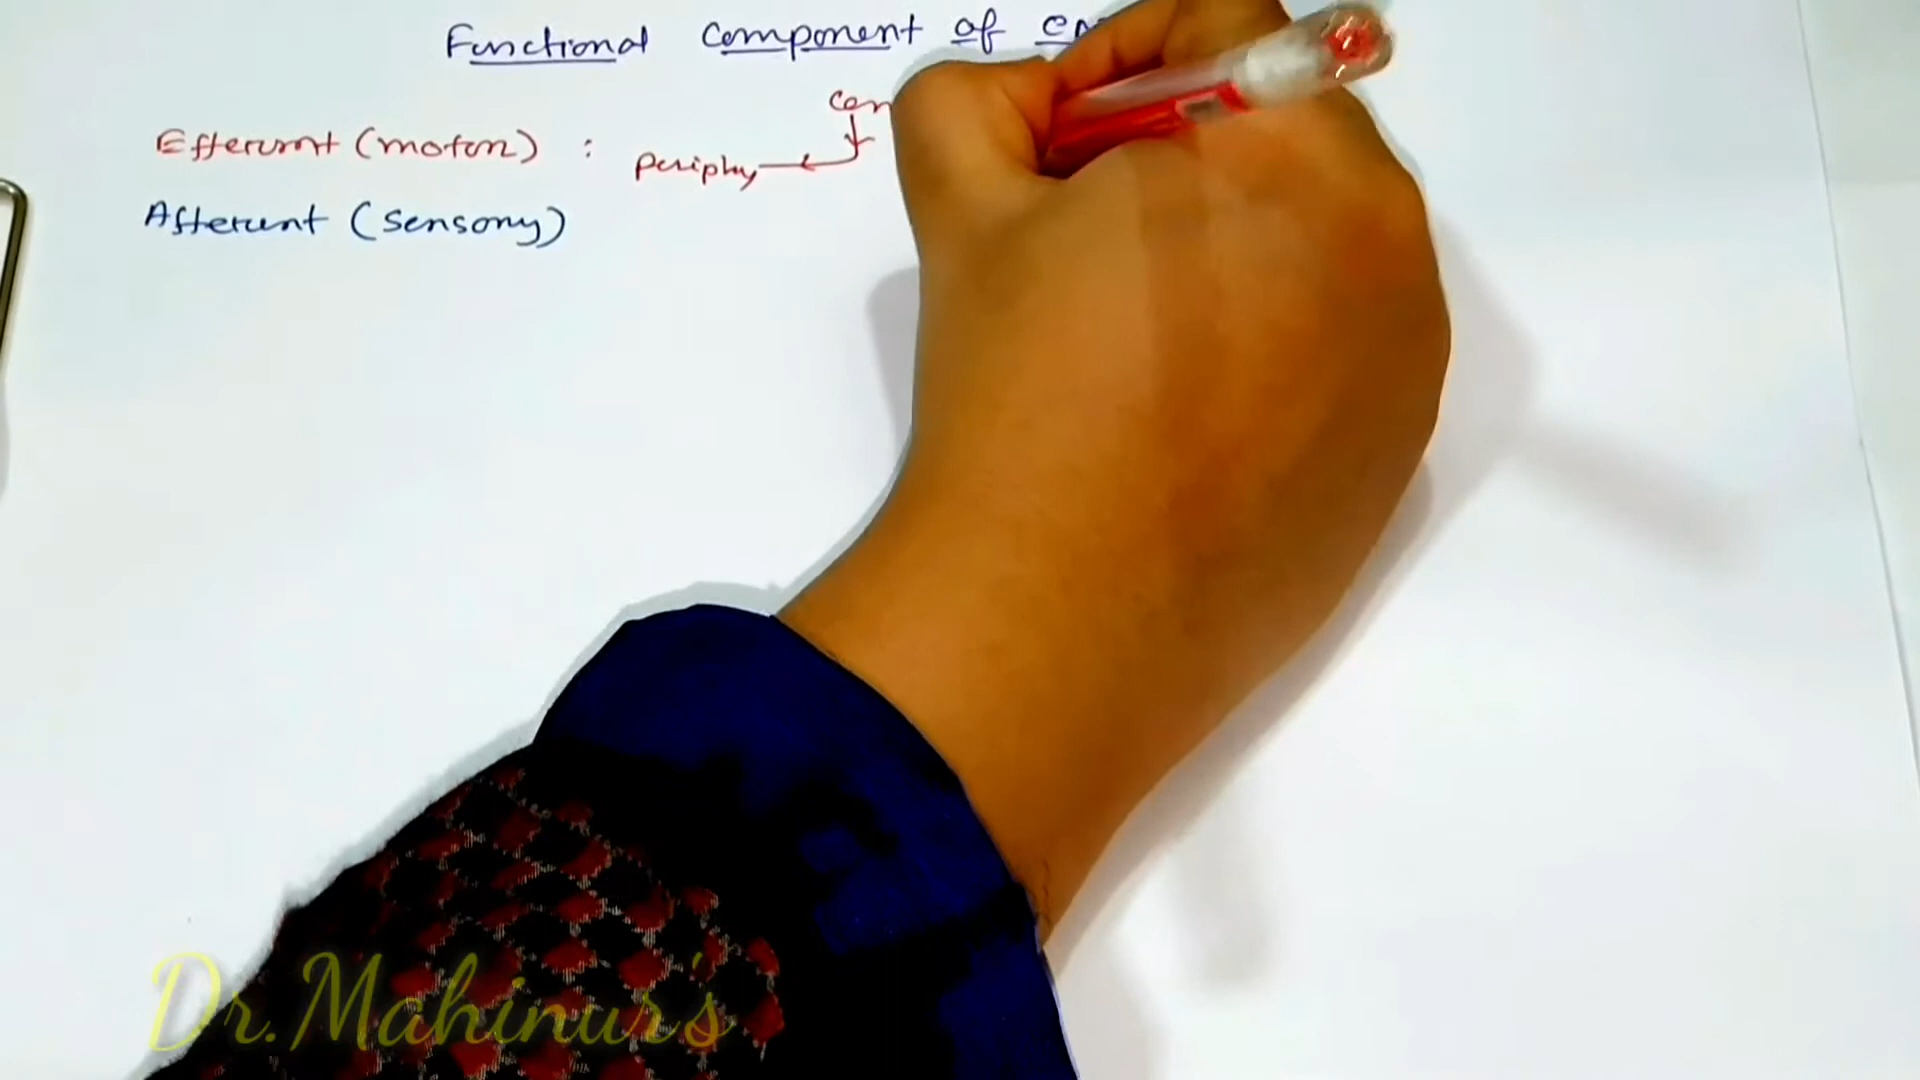 Functional component of
Efferent (motor) :
periphy
Afferent (sensory)
Dr.Mahinur's